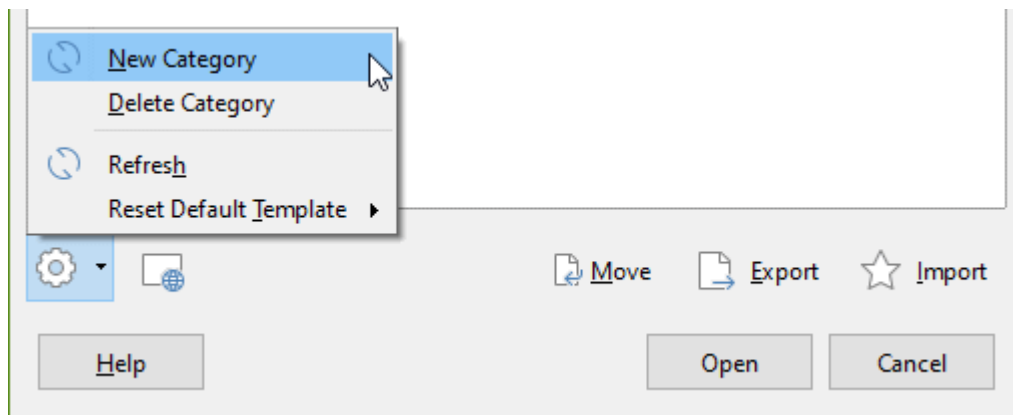 New Category
Delete Category
Refresh
Reset Default Template
Move Export Import
Help Open Cancel